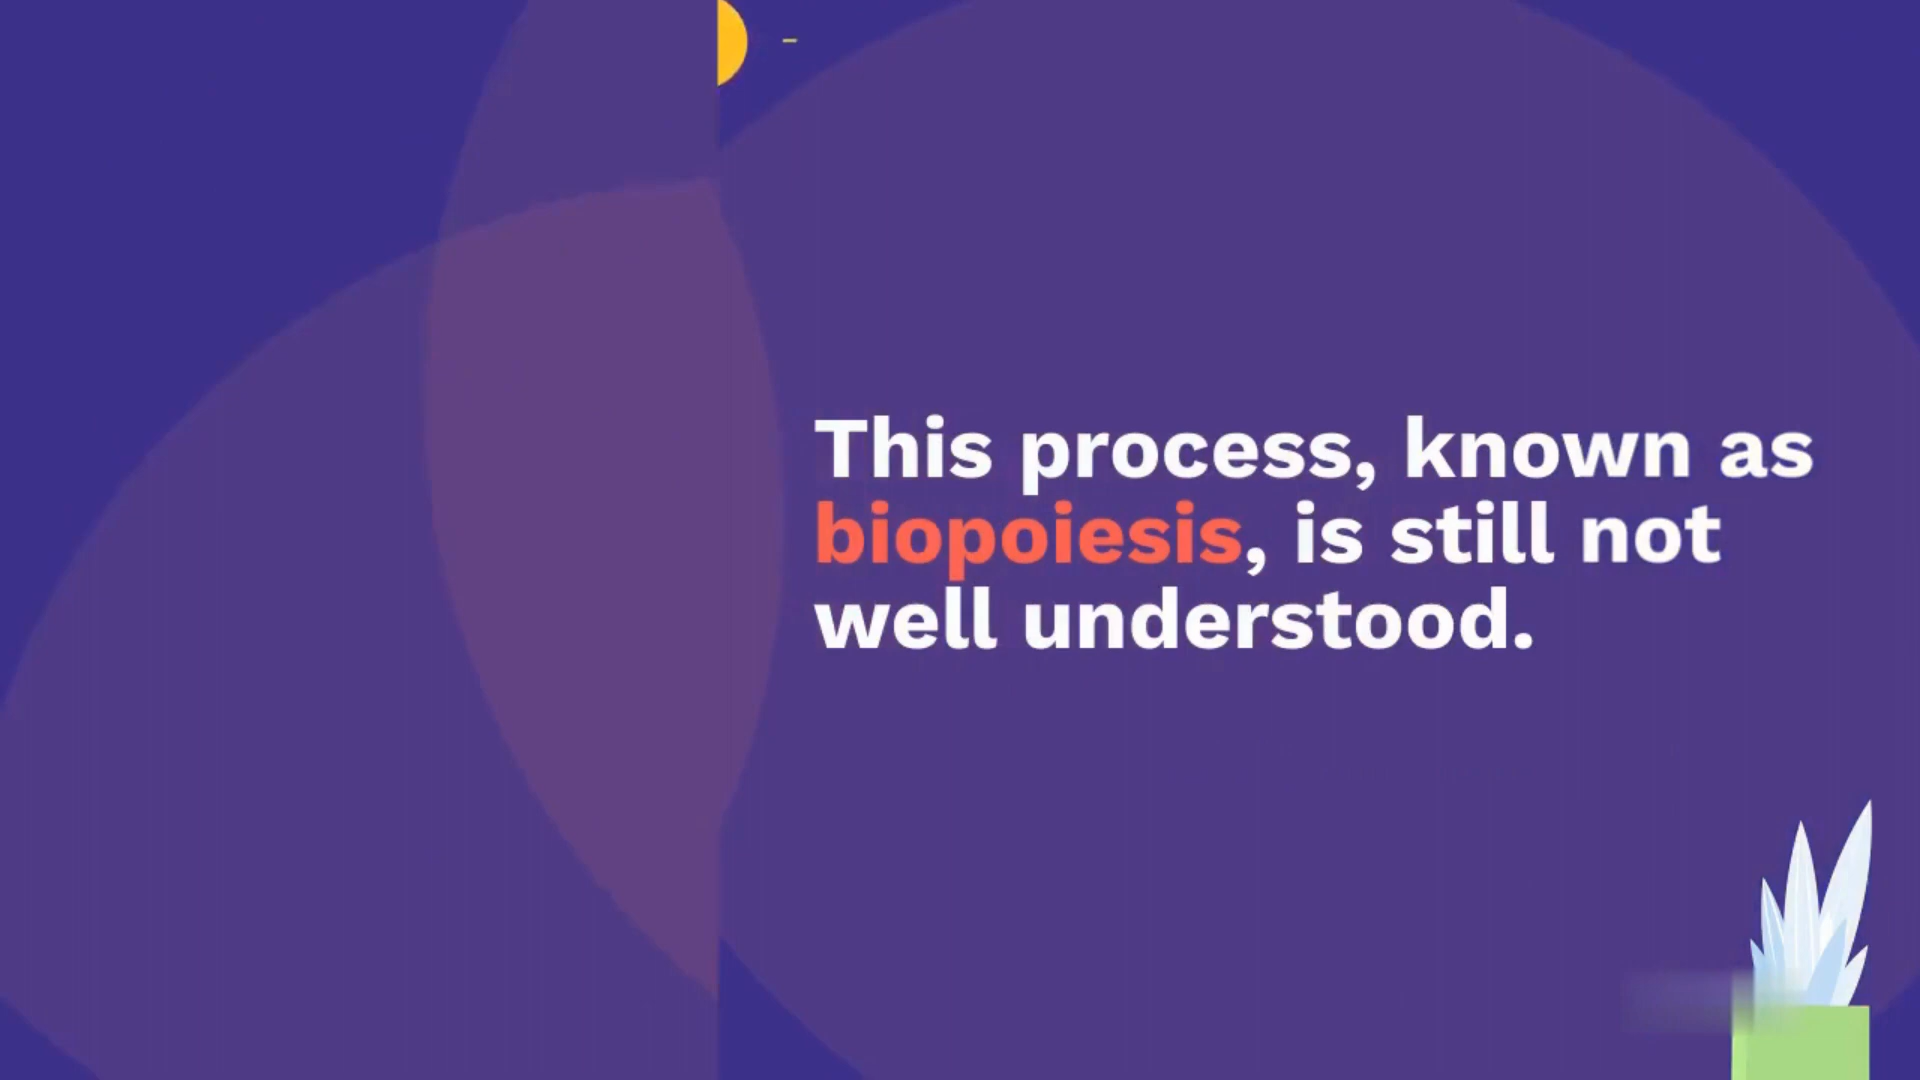 This process, known as
biopoiesis, is still not
well understood.